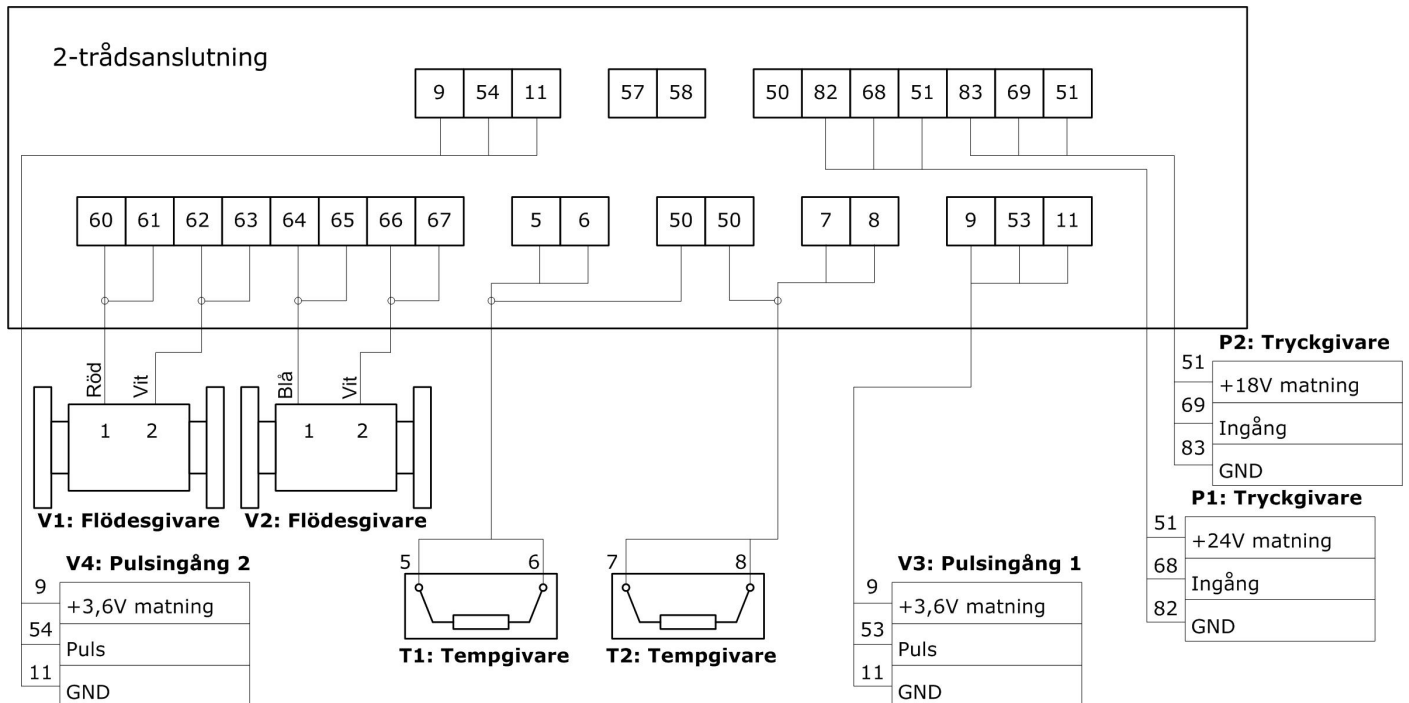 2-trådsanslutning
9 54 11 57 58 50 82 68 51 83 69 51
60 61 62 63 64 65 66 67 5 6 50 50 7 8 9 53 11
Röd Vit Blå Vit
1 2 1 2
V1: Flödesgivare V2: Flödesgivare
P2: Tryckgivare
51 +18V matning
69 Ingång
83 GND
P1: Tryckgivare
51 +24V matning
68 Ingång
82 GND
V4: Pulsingång 2
9 +3,6V matning
54 Puls
11 GND
5 6
T1: Tempgivare
7 8
T2: Tempgivare
V3: Pulsingång 1
9 +3,6V matning
53 Puls
11 GND